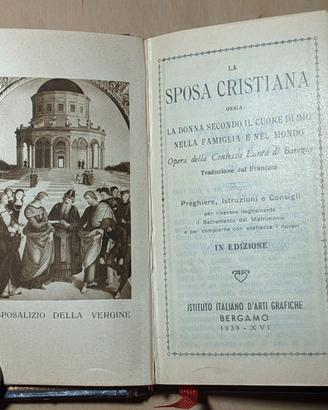 SPOSALIZIO DELLA VERGINE
LA
SPOSA CRISTIANA
OSSIA
LA DONNA SECONDO IL CUORE DI DIO
NELLA FAMIGLIA E NEL MONDO
Opera della Contessa Laura di
Traduzione dal Francese
Preghiere, Istruzioni e Consigli
per ricevere degnamente
il Sacramento del Matrimonio
e per compierne con esattezza i doveri
IX EDIZIONE
ISTITUTO ITALIANO D'ARTI GRAFICHE
BERGAMO
1938 - XVI